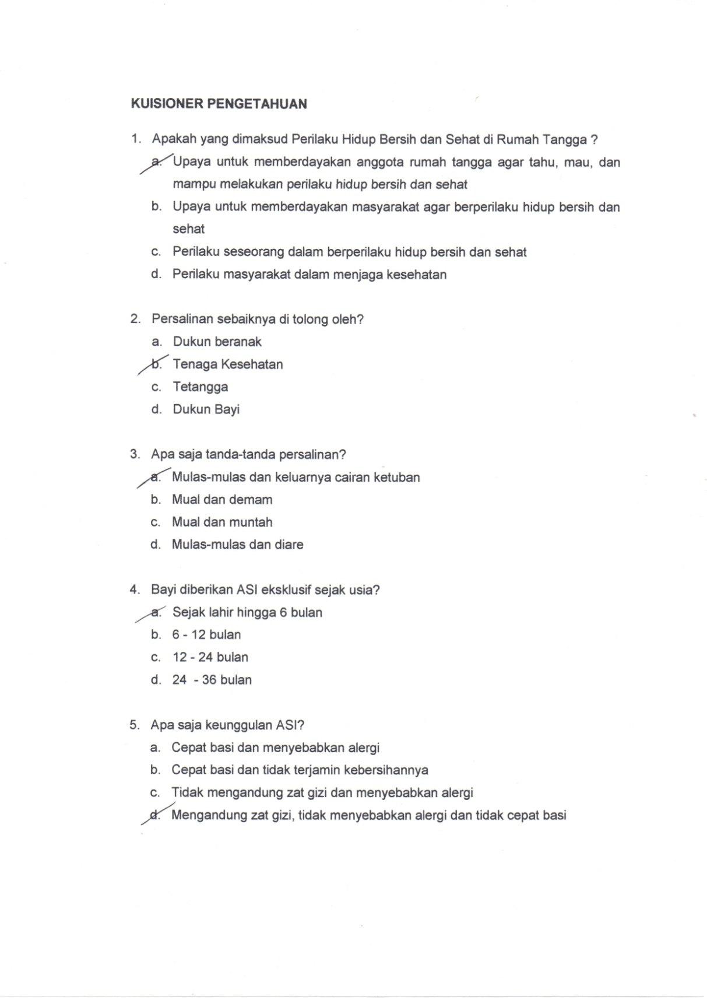 KUISIONER PENGETAHUAN
1. Apakah yang dimaksud Perilaku Hidup Bersih dan Sehat di Rumah Tangga ?
a. Upaya untuk memberdayakan anggota rumah tangga agar tahu, mau, dan
mampu melakukan perilaku hidup bersih dan sehat
b. Upaya untuk memberdayakan masyarakat agar berperilaku hidup bersih dan
sehat
c. Perilaku seseorang dalam berperilaku hidup bersih dan sehat
d. Perilaku masyarakat dalam menjaga kesehatan
2. Persalinan sebaiknya di tolong oleh?
a. Dukun beranak
b. Tenaga Kesehatan
c. Tetangga
d. Dukun Bayi
3. Apa saja tanda-tanda persalinan?
a. Mulas-mulas dan keluarnya cairan ketuban
b. Mual dan demam
c. Mual dan muntah
d. Mulas-mulas dan diare
4. Bayi diberikan ASI eksklusif sejak usia?
a. Sejak lahir hingga 6 bulan
b. 6 - 12 bulan
c. 12 - 24 bulan
d. 24 - 36 bulan
5. Apa saja keunggulan ASI?
a. Cepat basi dan menyebabkan alergi
b. Cepat basi dan tidak terjamin kebersihannya
c. Tidak mengandung zat gizi dan menyebabkan alergi
d. Mengandung zat gizi, tidak menyebabkan alergi dan tidak cepat basi